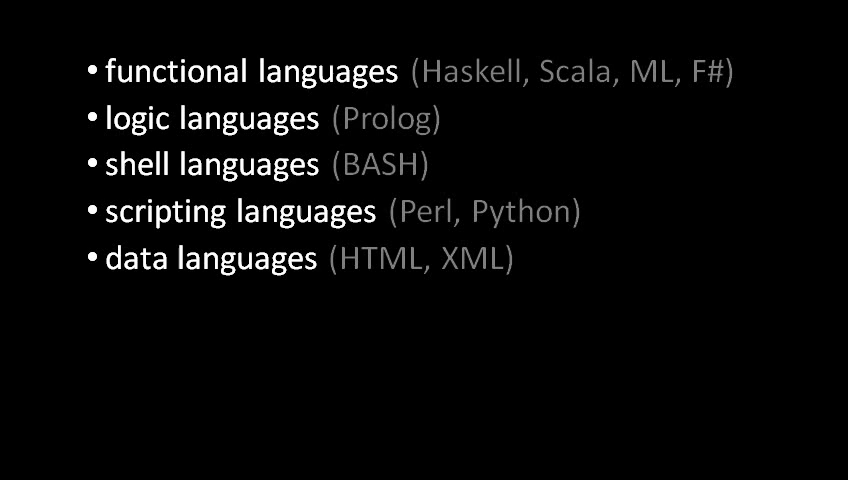 • functional languages (Haskell, Scala, ML, F#)
• logic languages (Prolog)
• shell languages (BASH)
• scripting languages (Perl, Python)
• data languages (HTML, XML)